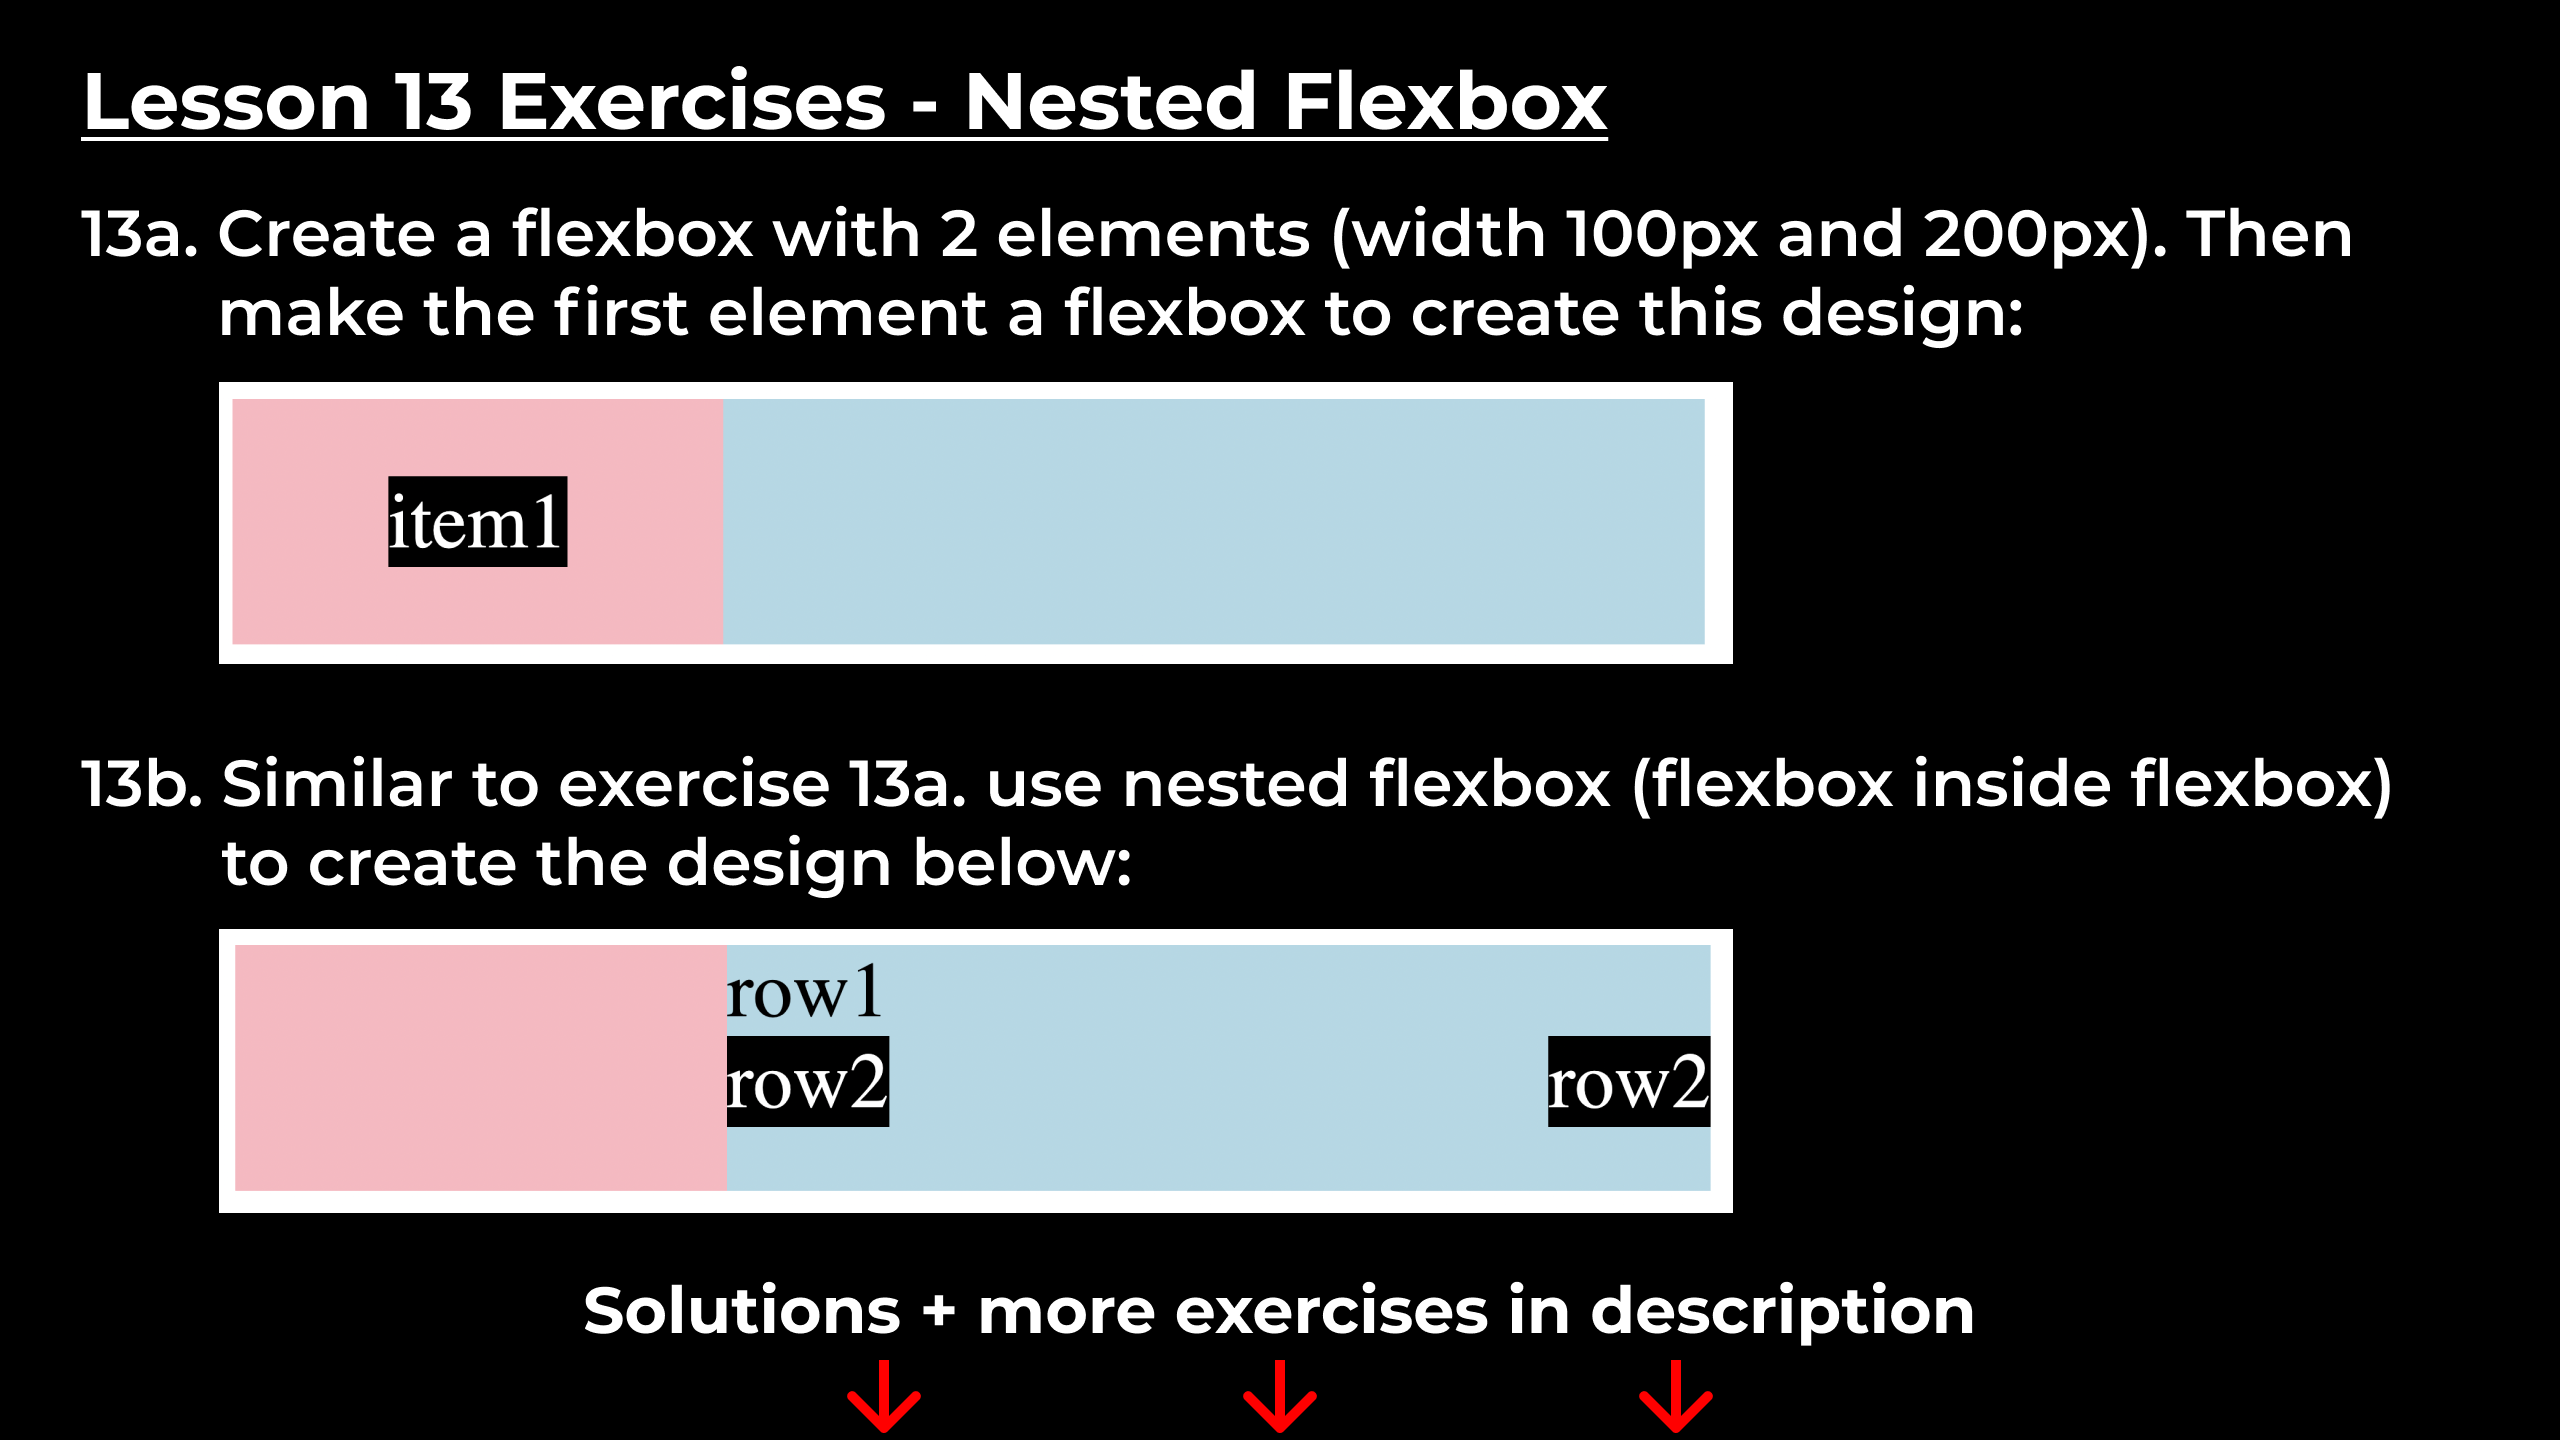 Lesson 13 Exercises - Nested Flexbox
13a. Create a flexbox with 2 elements (width 100px and 200px). Then
make the first element a flexbox to create this design:
item1
13b. Similar to exercise 13a. use nested flexbox (flexbox inside flexbox)
to create the design below:
row1
row2 row2
Solutions + more exercises in description